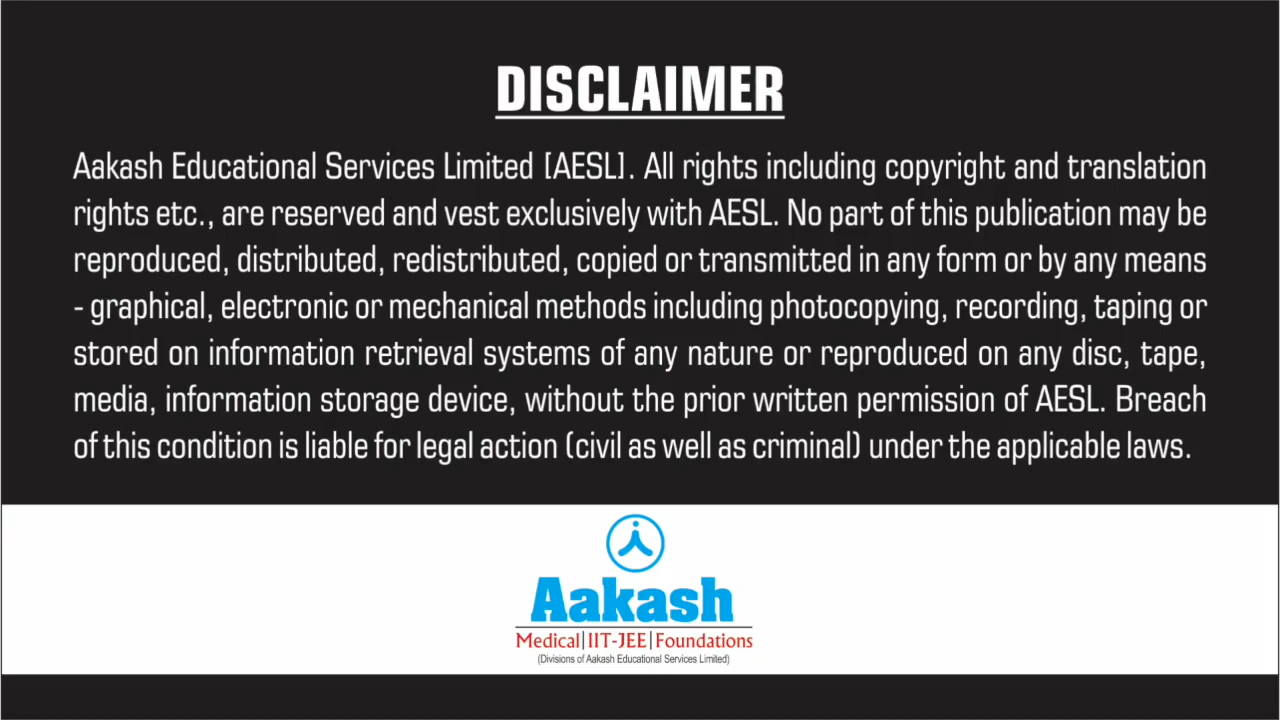 DISCLAIMER
Aakash Educational Services Limited [AESL]. All rights including copyright and translation
rights etc., are reserved and vest exclusively with AESL. No part of this publication may be
reproduced, distributed, redistributed, copied or transmitted in any form or by any means
- graphical, electronic or mechanical methods including photocopying, recording, taping or
stored on information retrieval systems of any nature or reproduced on any disc, tape,
media, information storage device, without the prior written permission of AESL. Breach
of this condition is liable for legal action (civil as well as criminal) under the applicable laws.
Aakash
Medical|IIT-JEE|Foundations
(Divisions of Aakash Educational Services Limited)